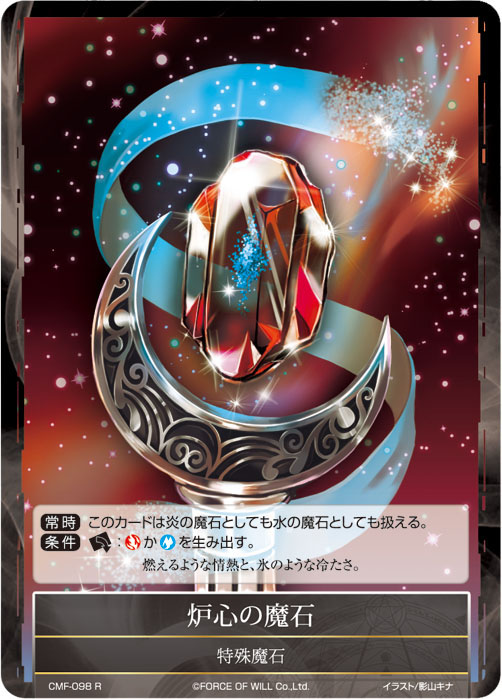 常時 このカードは炎の魔石としても水の魔石としても扱える。
条件 :か を生み出す。
燃えるような情熱と、氷のような冷たさ。
炉心の魔石
特殊魔石
CMF-098 R ©FORCE OF WILL Co.,Ltd. イラスト/影山キナ